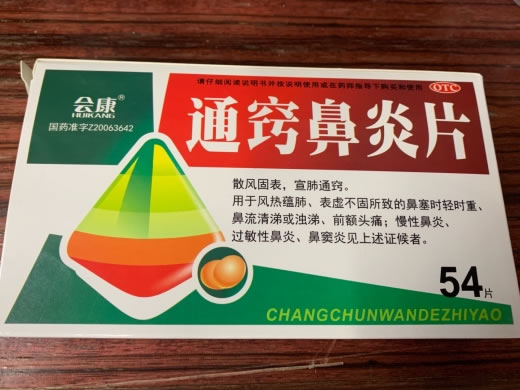 请仔细阅读说明书并按说明使用或在药师指导下购买和使用
OTC
会康®
HUIKANG
国药准字Z20063642
通窍鼻炎片
散风固表，宣肺通窍。
用于风热蕴肺、表虚不固所致的鼻塞时轻时重、
鼻流清涕或浊涕、前额头痛；慢性鼻炎、
过敏性鼻炎、鼻窦炎见上述证候者。
54片
CHANGCHUNWANDEZHIYAO